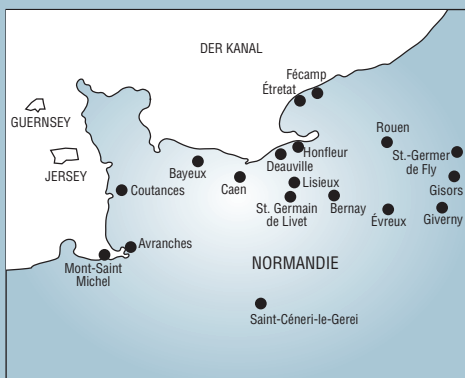 DER KANAL
Fécamp
Étretat
GUERNSEY
JERSEY
Rouen
Honfleur
St.-Germer
de Fly
Deauville
Bayeux
Caen
Lisieux
Gisors
Coutances
St. Germain
de Livet
Bernay
Évreux
Giverny
Avranches
Mont-Saint
Michel
NORMANDIE
Saint-Céneri-le-Gerei